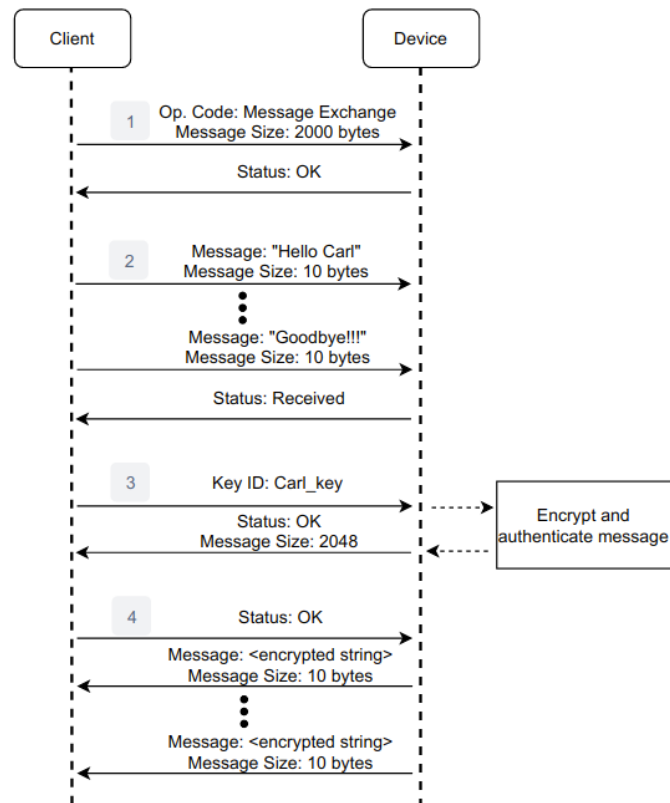 Client
Device
1
Op. Code: Message Exchange
Message Size: 2000 bytes
Status: OK
2
Message: "Hello Carl"
Message Size: 10 bytes
Message: "Goodbye!!!"
Message Size: 10 bytes
Status: Received
3
Key ID: Carl_key
Status: OK
Message Size: 2048
Encrypt and
authenticate message
4
Status: OK
Message: <encrypted string>
Message Size: 10 bytes
Message: <encrypted string>
Message Size: 10 bytes